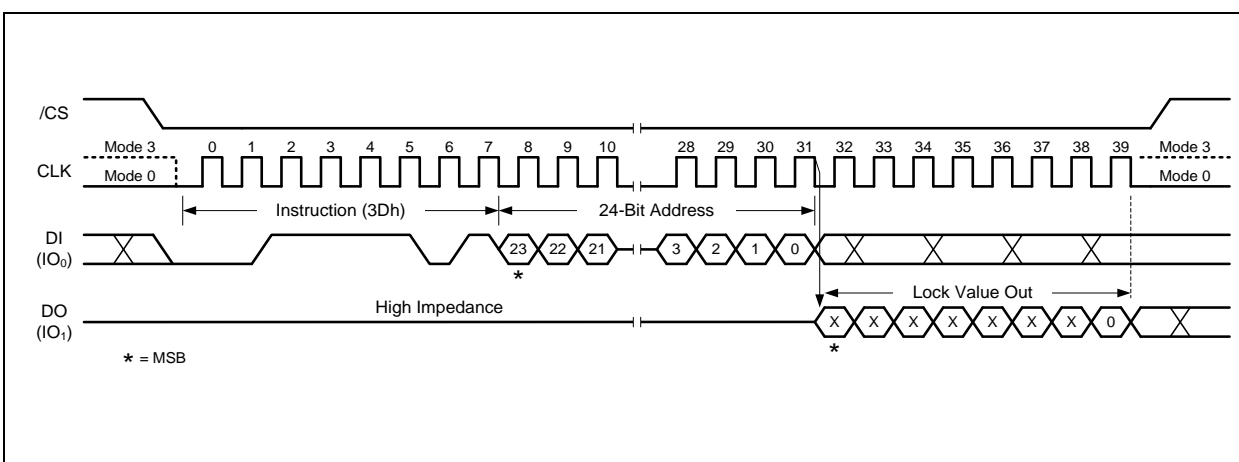 /CS
Mode 3 0 1 2 3 4 5 6 7 8 9 10 28 29 30 31 32 33 34 35 36 37 38 39 Mode 3
CLK
Mode 0 Mode 0
Instruction (3Dh) 24-Bit Address
DI
(IO₀)
23 22 21 3 2 1 0
*
High Impedance Lock Value Out
DO
(IO₁)
X X X X X X X 0
*
* = MSB